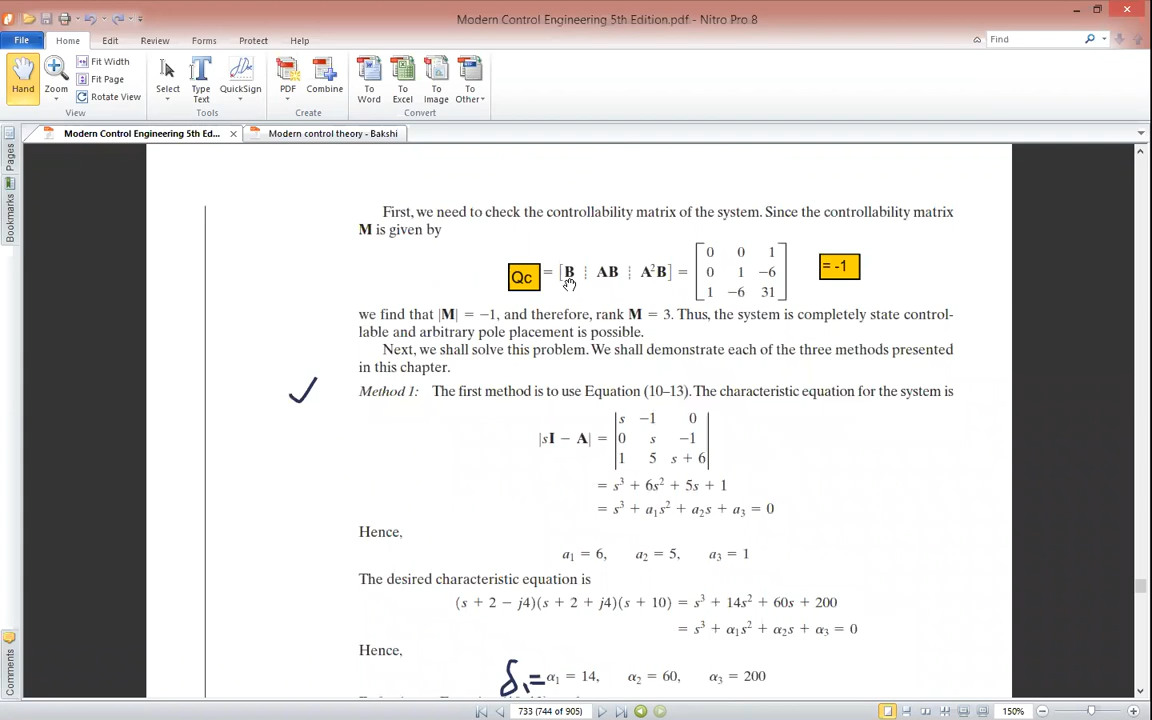 Modern Control Engineering 5th Edition.pdf - Nitro Pro 8
File Home Edit Review Forms Protect Help Find
Hand Zoom Fit Width Fit Page Rotate View Select Type Text QuickSign PDF Combine To Word To Excel To Image To Other
View Tools Create Convert
Modern Control Engineering 5th Ed... Modern control theory - Bakshi
Pages
Bookmarks
Comments
First, we need to check the controllability matrix of the system. Since the controllability matrix
M is given by
Qc = [B ⋮ AB ⋮ A²B] = [0 0 1; 0 1 −6; 1 −6 31] = -1
we find that |M| = −1, and therefore, rank M = 3. Thus, the system is completely state control-
lable and arbitrary pole placement is possible.
Next, we shall solve this problem. We shall demonstrate each of the three methods presented
in this chapter.
Method 1: The first method is to use Equation (10–13). The characteristic equation for the system is
|sI − A| = |s −1 0; 0 s −1; 1 5 s + 6|
= s³ + 6s² + 5s + 1
= s³ + a₁s² + a₂s + a₃ = 0
Hence,
a₁ = 6, a₂ = 5, a₃ = 1
The desired characteristic equation is
(s + 2 − j4)(s + 2 + j4)(s + 10) = s³ + 14s² + 60s + 200
= s³ + α₁s² + α₂s + α₃ = 0
Hence,
δ₁= α₁ = 14, α₂ = 60, α₃ = 200
733 (744 of 905) 150%